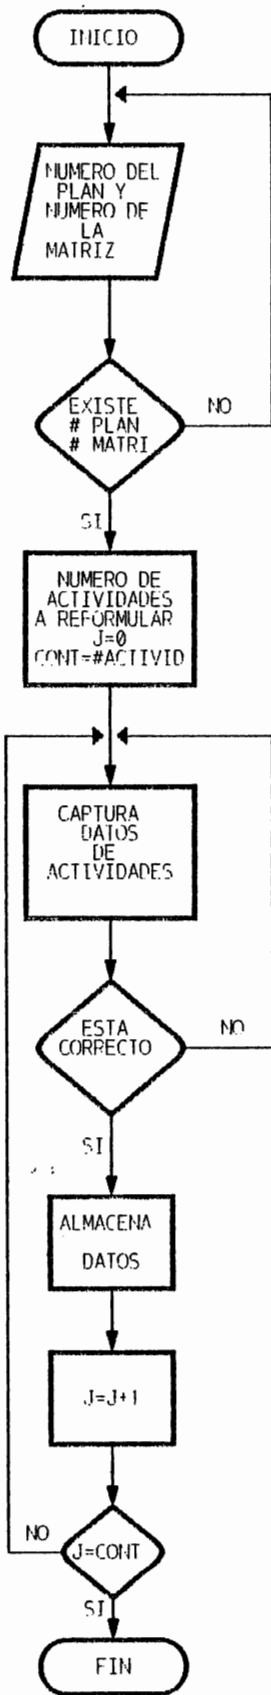 INICIO
NUMERO DEL
PLAN Y
NUMERO DE
LA
MATRIZ
EXISTE
# PLAN
# MATRI
NO
SI
NUMERO DE
ACTIVIDADES
A REFORMULAR
J=0
CONT=#ACTIVID
CAPTURA
DATOS
DE
ACTIVIDADES
ESTA
CORRECTO
NO
SI
ALMACENA
DATOS
J=J+1
NO
J=CONT
SI
FIN